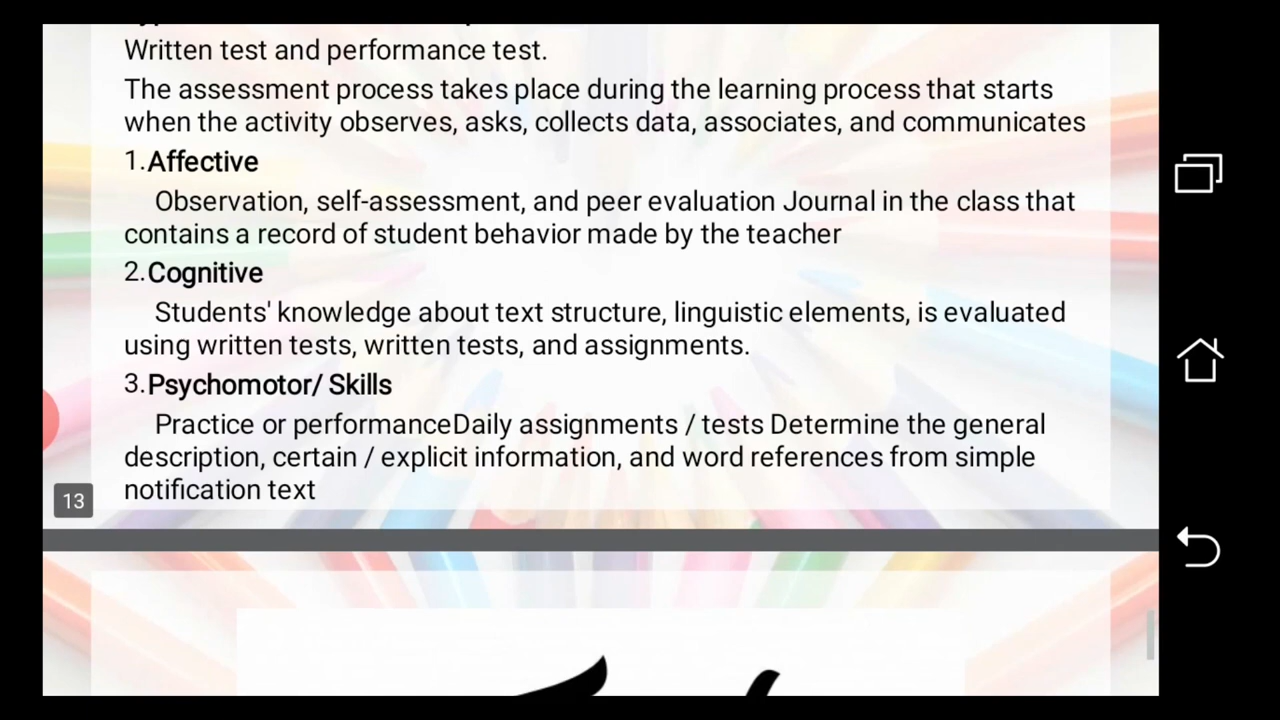 Written test and performance test.
The assessment process takes place during the learning process that starts
when the activity observes, asks, collects data, associates, and communicates
1.Affective
Observation, self-assessment, and peer evaluation Journal in the class that
contains a record of student behavior made by the teacher
2.Cognitive
Students' knowledge about text structure, linguistic elements, is evaluated
using written tests, written tests, and assignments.
3.Psychomotor/ Skills
Practice or performanceDaily assignments / tests Determine the general
description, certain / explicit information, and word references from simple
notification text
13